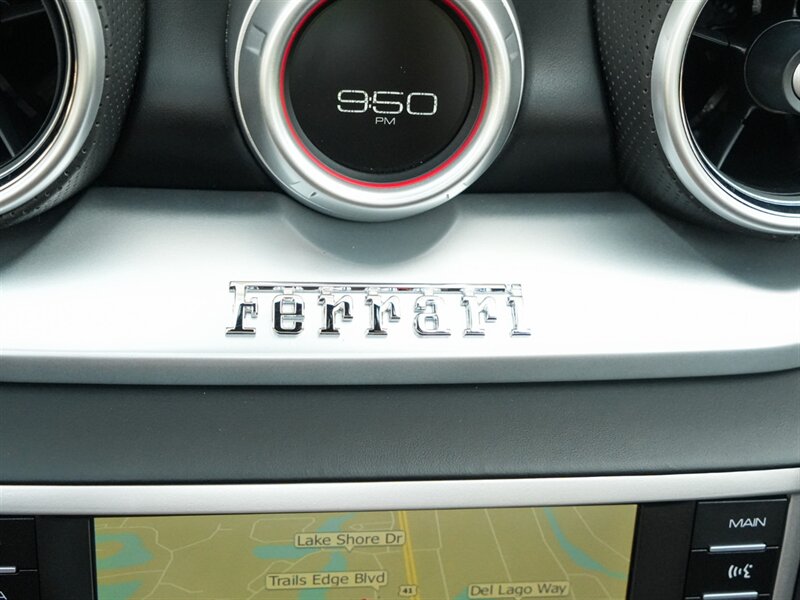 9:50
PM
Ferrari
MAIN
Lake Shore Dr
Trails Edge Blvd
41
Del Lago Way